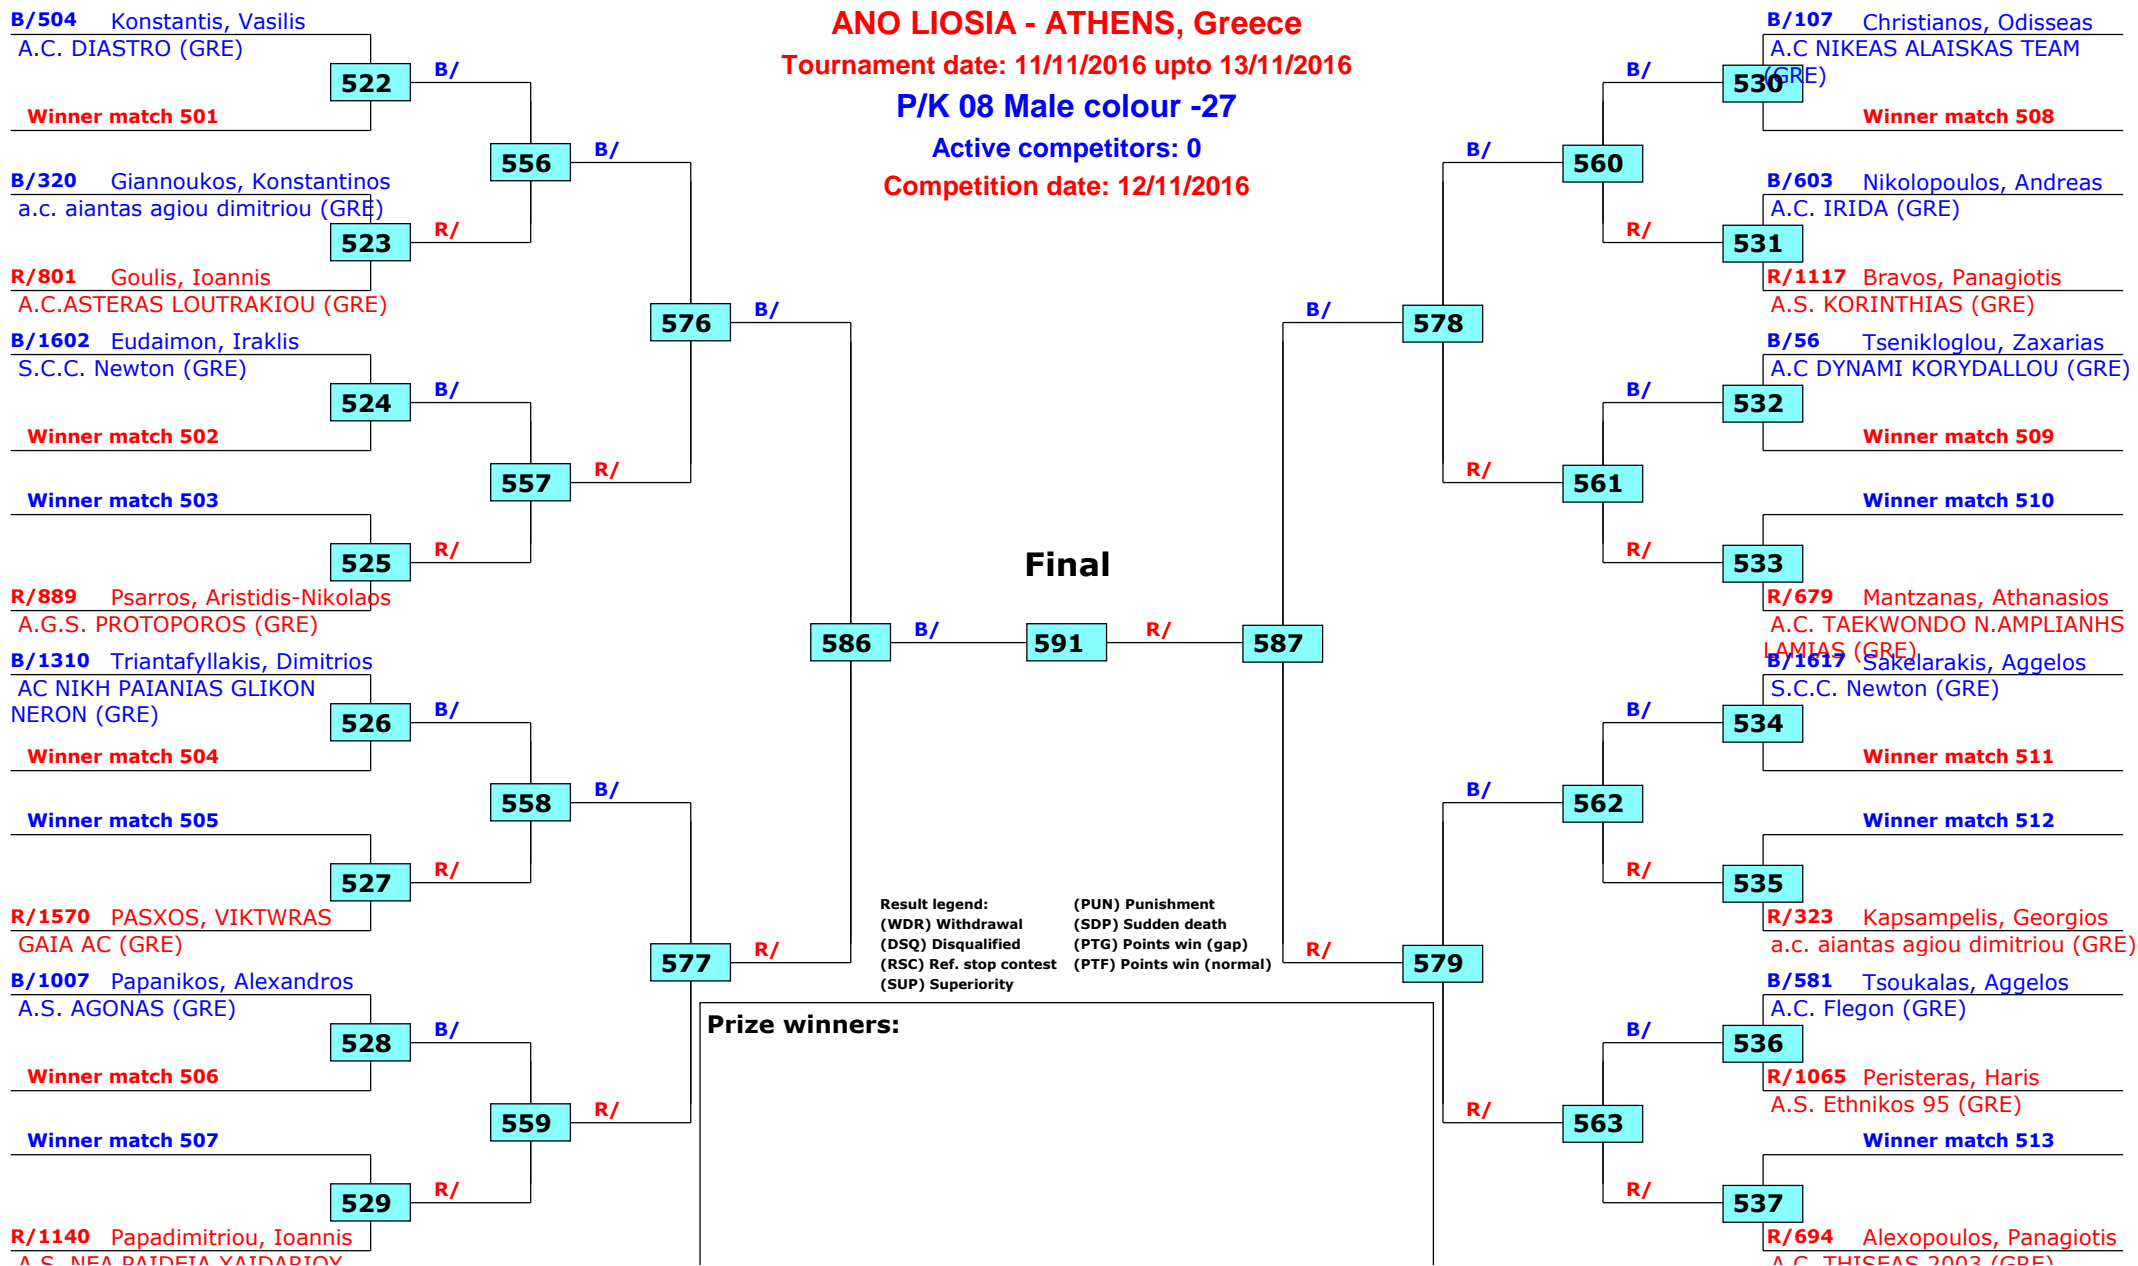 ANO LIOSIA - ATHENS, Greece
Tournament date: 11/11/2016 upto 13/11/2016
P/K 08 Male colour -27
Active competitors: 0
Competition date: 12/11/2016
B/504 Konstantis, Vasilis
A.C. DIASTRO (GRE)
522
B/
Winner match 501
556
B/
B/320 Giannoukos, Konstantinos
a.c. aiantas agiou dimitriou (GRE)
523
R/
R/801 Goulis, Ioannis
A.C.ASTERAS LOUTRAKIOU (GRE)
576
B/
B/1602 Eudaimon, Iraklis
S.C.C. Newton (GRE)
524
B/
Winner match 502
557
R/
Winner match 503
525
R/
R/889 Psarros, Aristidis-Nikolaos
A.G.S. PROTOPOROS (GRE)
586
B/
B/1310 Triantafyllakis, Dimitrios
AC NIKH PAIANIAS GLIKON
NERON (GRE)
526
B/
Winner match 504
558
B/
Winner match 505
527
R/
R/1570 PASXOS, VIKTWRAS
GAIA AC (GRE)
577
R/
B/1007 Papanikos, Alexandros
A.S. AGONAS (GRE)
528
B/
Winner match 506
559
R/
Winner match 507
529
R/
R/1140 Papadimitriou, Ioannis
A.S. NEA PAIDEIA XAIDARIOY
Final
591
R/
Result legend:
(WDR) Withdrawal
(DSQ) Disqualified
(RSC) Ref. stop contest
(SUP) Superiority
(PUN) Punishment
(SDP) Sudden death
(PTG) Points win (gap)
(PTF) Points win (normal)
Prize winners:
B/107 Christianos, Odisseas
A.C NIKEAS ALAISKAS TEAM
(GRE)
B/
530
Winner match 508
B/
560
B/603 Nikolopoulos, Andreas
A.C. IRIDA (GRE)
R/
531
R/1117 Bravos, Panagiotis
A.S. KORINTHIAS (GRE)
B/
578
B/56 Tsenikloglou, Zaxarias
A.C DYNAMI KORYDALLOU (GRE)
B/
532
Winner match 509
R/
561
Winner match 510
R/
533
R/679 Mantzanas, Athanasios
A.C. TAEKWONDO N.AMPLIANHS
LAMIAS (GRE)
587
B/1617 Sakelarakis, Aggelos
S.C.C. Newton (GRE)
B/
534
Winner match 511
B/
562
Winner match 512
R/
535
R/323 Kapsampelis, Georgios
a.c. aiantas agiou dimitriou (GRE)
R/
579
B/581 Tsoukalas, Aggelos
A.C. Flegon (GRE)
B/
536
R/1065 Peristeras, Haris
A.S. Ethnikos 95 (GRE)
R/
563
Winner match 513
R/
537
R/694 Alexopoulos, Panagiotis
A.C. THISEAS 2003 (GRE)